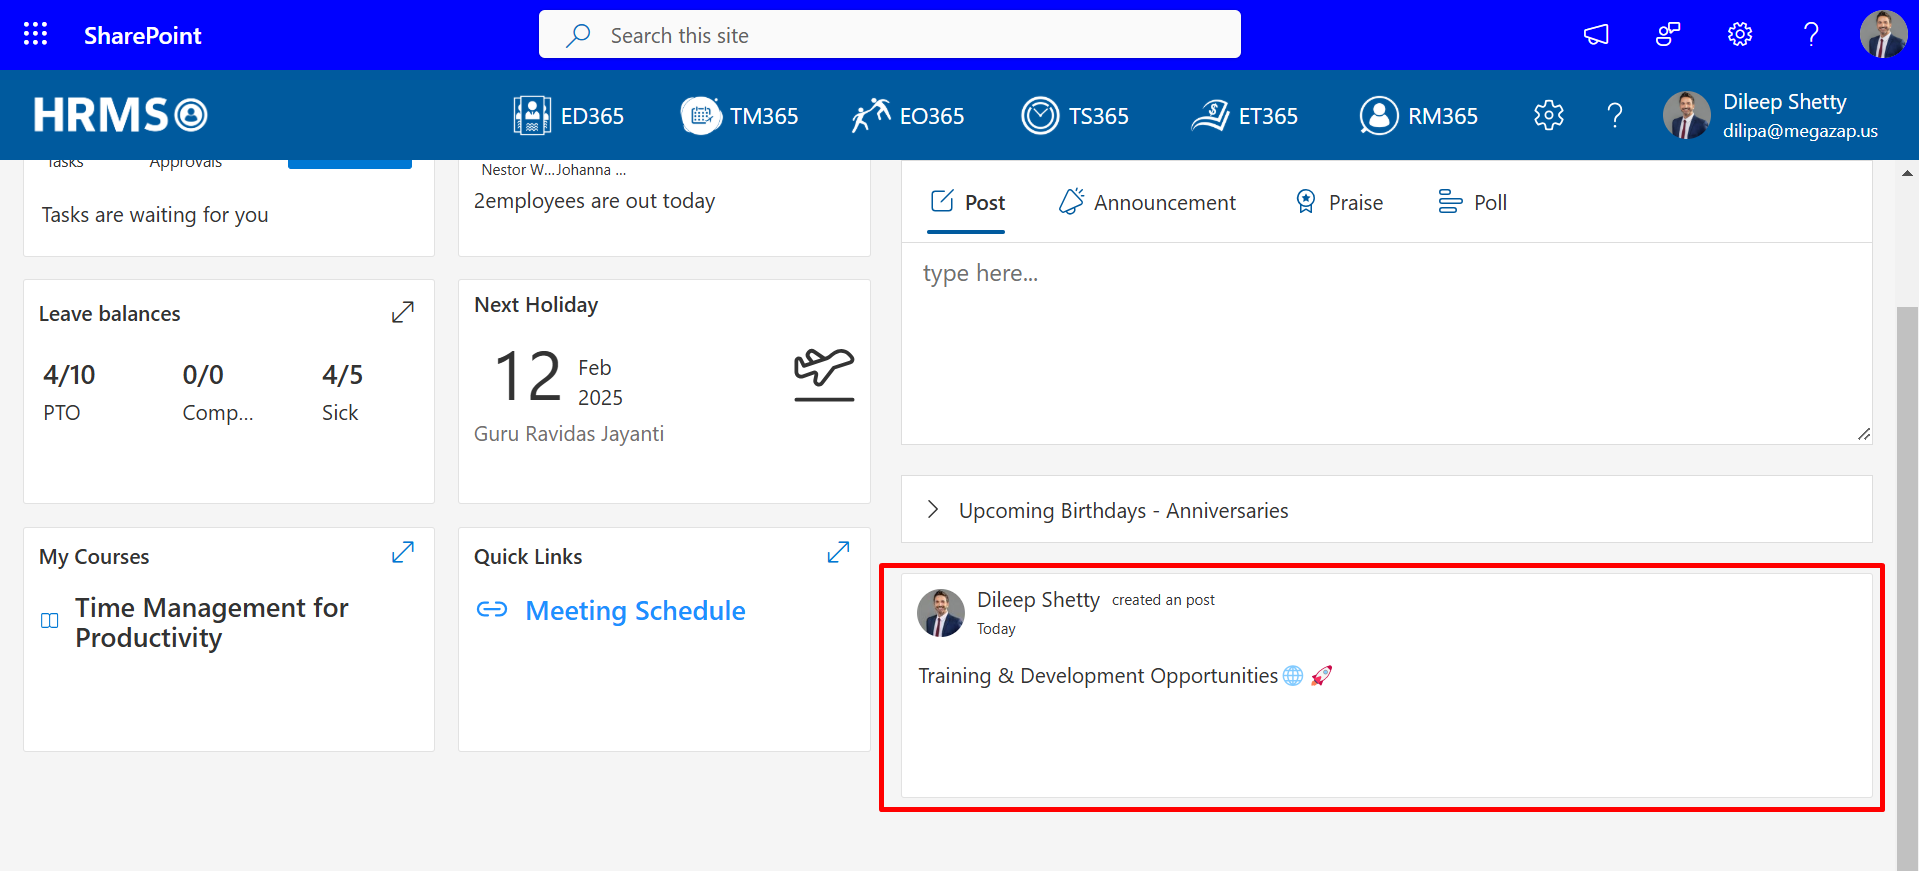 SharePoint
Search this site
HRMS
ED365
TM365
EO365
TS365
ET365
RM365
Dileep Shetty
dilipa@megazap.us
Tasks
Approvals
Tasks are waiting for you
Nestor W...Johanna ...
2employees are out today
Post
Announcement
Praise
Poll
type here...
Leave balances
4/10
0/0
4/5
PTO
Comp...
Sick
Next Holiday
12
Feb
2025
Guru Ravidas Jayanti
Upcoming Birthdays - Anniversaries
My Courses
Time Management for
Productivity
Quick Links
Meeting Schedule
Dileep Shetty created an post
Today
Training & Development Opportunities🌐 🚀